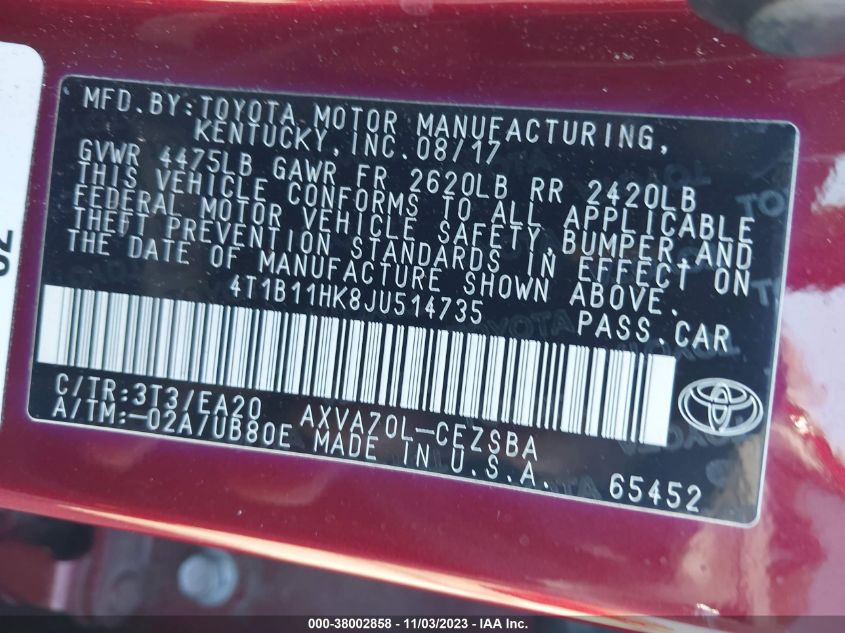 MFD. BY: TOYOTA MOTOR MANUFACTURING,
KENTUCKY, INC. 08/17
GVWR 4475LB GAWR FR 2620LB RR 2420LB
THIS VEHICLE CONFORMS TO ALL APPLICABLE
FEDERAL MOTOR VEHICLE SAFETY, BUMPER, AND
THEFT PREVENTION STANDARDS IN EFFECT ON
THE DATE OF MANUFACTURE SHOWN ABOVE.
4T1B11HK8JU514735 PASS. CAR
C/TR: 3T3/EA20 AXVA70L-CEZSBA
A/TM: -02A/UB80E MADE IN U.S.A.
65452
000-38002858 - 11/03/2023 - IAA Inc.